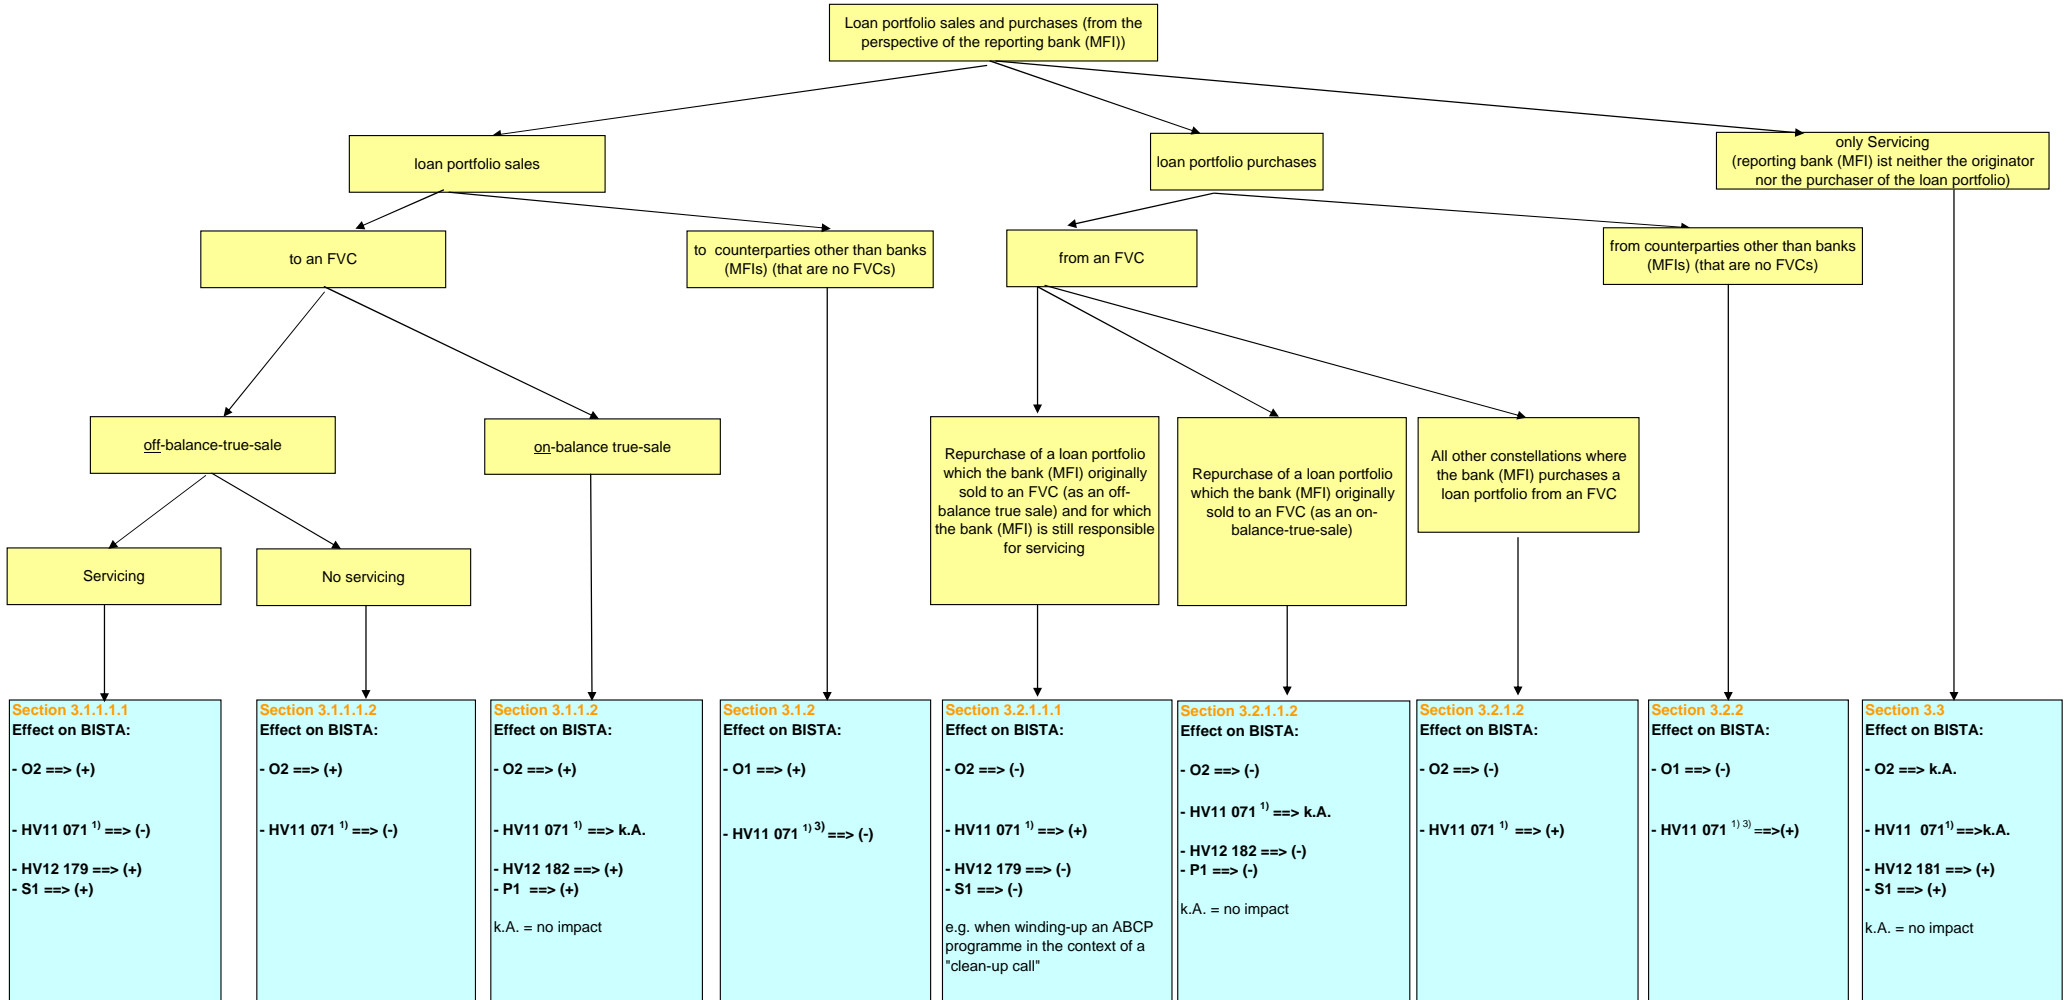 Loan portfolio sales and purchases (from the
perspective of the reporting bank (MFI))
loan portfolio sales
loan portfolio purchases
only Servicing
(reporting bank (MFI) ist neither the originator
nor the purchaser of the loan portfolio)
to an FVC
to  counterparties other than banks
(MFIs) (that are no FVCs)
from an FVC
from counterparties other than banks
(MFIs) (that are no FVCs)
off-balance-true-sale
on-balance true-sale
Repurchase of a loan portfolio
which the bank (MFI) originally
sold to an FVC (as an off-
balance true sale) and for which
the bank (MFI) is still responsible
for servicing
Repurchase of a loan portfolio
which the bank (MFI) originally
sold to an FVC (as an on-
balance-true-sale)
All other constellations where
the bank (MFI) purchases a
loan portfolio from an FVC
Servicing
No servicing
Section 3.1.1.1.1
Effect on BISTA:
- O2 ==> (+)
- HV11 071 1) ==> (-)
- HV12 179 ==> (+)
- S1 ==> (+)
Section 3.1.1.1.2
Effect on BISTA:
- O2 ==> (+)
- HV11 071 1) ==> (-)
Section 3.1.1.2
Effect on BISTA:
- O2 ==> (+)
- HV11 071 1) ==> k.A.
- HV12 182 ==> (+)
- P1  ==> (+)
k.A. = no impact
Section 3.1.2
Effect on BISTA:
- O1 ==> (+)
- HV11 071 1) 3) ==> (-)
Section 3.2.1.1.1
Effect on BISTA:
- O2 ==> (-)
- HV11 071 1) ==> (+)
- HV12 179 ==> (-)
- S1 ==> (-)
e.g. when winding-up an ABCP
programme in the context of a
"clean-up call"
Section 3.2.1.1.2
Effect on BISTA:
- O2 ==> (-)
- HV11 071 1) ==> k.A.
- HV12 182 ==> (-)
- P1 ==> (-)
k.A. = no impact
Section 3.2.1.2
Effect on BISTA:
- O2 ==> (-)
- HV11 071 1)  ==> (+)
Section 3.2.2
Effect on BISTA:
- O1 ==> (-)
- HV11 071 1) 3) ==>(+)
Section 3.3
Effect on BISTA:
- O2 ==> k.A.
- HV11  071 1)==>k.A.
- HV12 181 ==> (+)
- S1 ==> (+)
k.A. = no impact